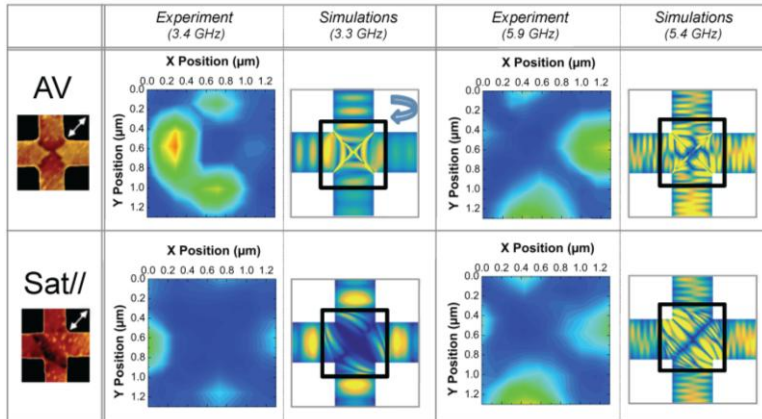 Experiment
(3.4 GHz)
Simulations
(3.3 GHz)
Experiment
(5.9 GHz)
Simulations
(5.4 GHz)
AV
X Position (µm)
0.0 0.2 0.4 0.6 0.8 1.0 1.2
Y Position (µm)
0.0
0.2
0.4
0.6
0.8
1.0
1.2
X Position (µm)
0.0 0.2 0.4 0.6 0.8 1.0 1.2
Y Position (µm)
0.0
0.2
0.4
0.6
0.8
1.0
1.2
Sat//
X Position (µm)
0.0 0.2 0.4 0.6 0.8 1.0 1.2
Y Position (µm)
0.0
0.2
0.4
0.6
0.8
1.0
1.2
X Position (µm)
0.0 0.2 0.4 0.6 0.8 1.0 1.2
Y Position (µm)
0.0
0.2
0.4
0.6
0.8
1.0
1.2